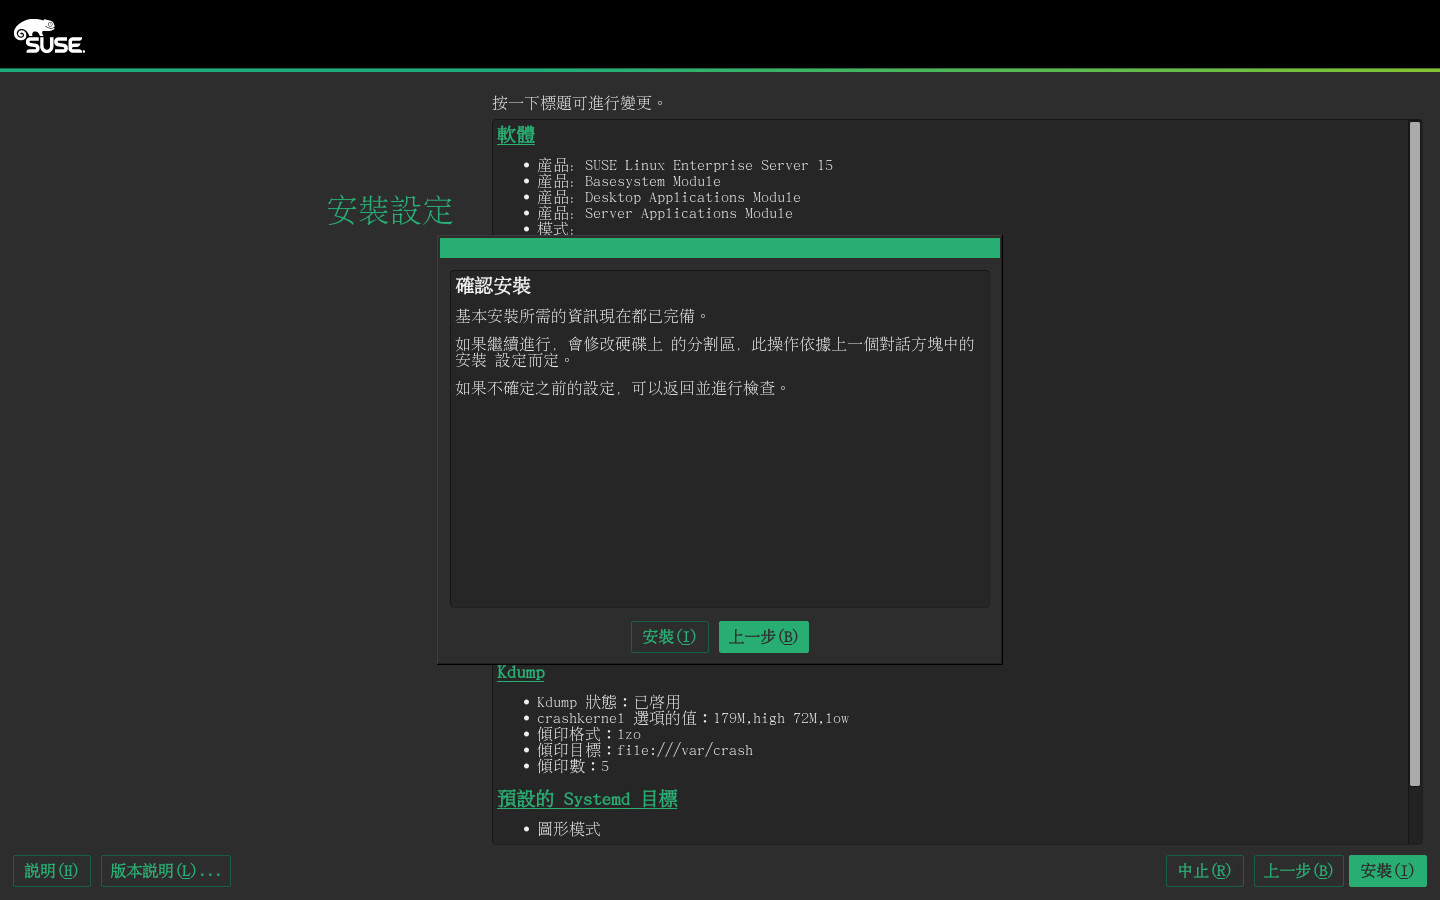 SUSE
按一下標題可進行變更。
軟體
• 產品: SUSE Linux Enterprise Server 15
• 產品: Basesystem Module
• 產品: Desktop Applications Module
安裝設定
• 產品: Server Applications Module
• 模式:
確認安裝
基本安裝所需的資訊現在都已完備。
如果繼續進行, 會修改硬碟上 的分割區, 此操作依據上一個對話方塊中的
安裝 設定而定。
如果不確定之前的設定, 可以返回並進行檢查。
安裝(I) 上一步(B)
Kdump
• Kdump 狀態：已啓用
• crashkernel 選項的值：179M,high 72M,low
• 傾印格式：lzo
• 傾印目標：file:///var/crash
• 傾印數：5
預設的 Systemd 目標
• 圖形模式
說明(H) 版本說明(L)... 中止(R) 上一步(B) 安裝(I)